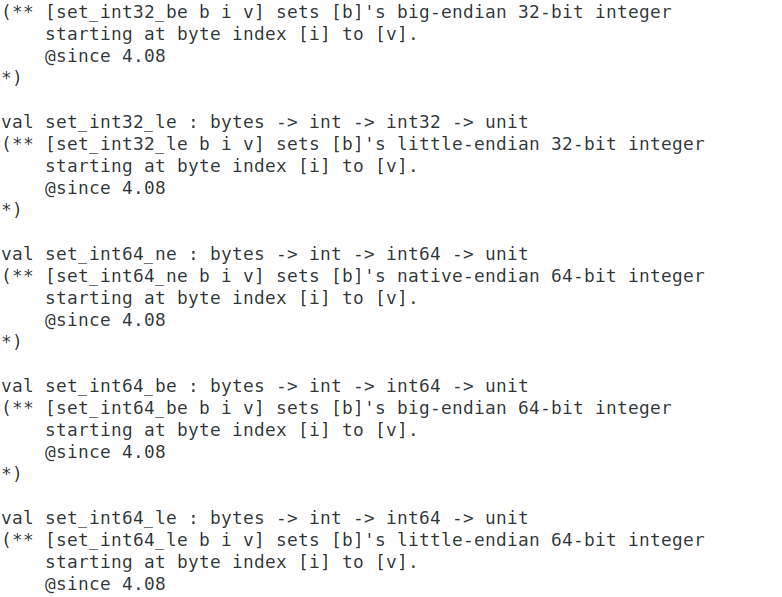 (** [set_int32_be b i v] sets [b]'s big-endian 32-bit integer
    starting at byte index [i] to [v].
    @since 4.08
*)

val set_int32_le : bytes -> int -> int32 -> unit
(** [set_int32_le b i v] sets [b]'s little-endian 32-bit integer
    starting at byte index [i] to [v].
    @since 4.08
*)

val set_int64_ne : bytes -> int -> int64 -> unit
(** [set_int64_ne b i v] sets [b]'s native-endian 64-bit integer
    starting at byte index [i] to [v].
    @since 4.08
*)

val set_int64_be : bytes -> int -> int64 -> unit
(** [set_int64_be b i v] sets [b]'s big-endian 64-bit integer
    starting at byte index [i] to [v].
    @since 4.08
*)

val set_int64_le : bytes -> int -> int64 -> unit
(** [set_int64_le b i v] sets [b]'s little-endian 64-bit integer
    starting at byte index [i] to [v].
    @since 4.08